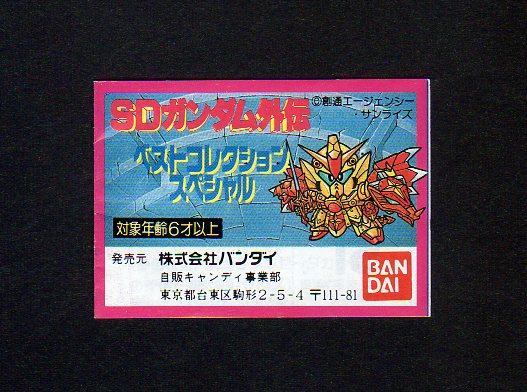 SDガンダム外伝
©創通エージェンシー
・サンライズ
ベストコレクション
スペシャル
対象年齢6才以上
発売元 株式会社バンダイ
自販キャンディ事業部
東京都台東区駒形2-5-4 〒111-81
BAN
DAI